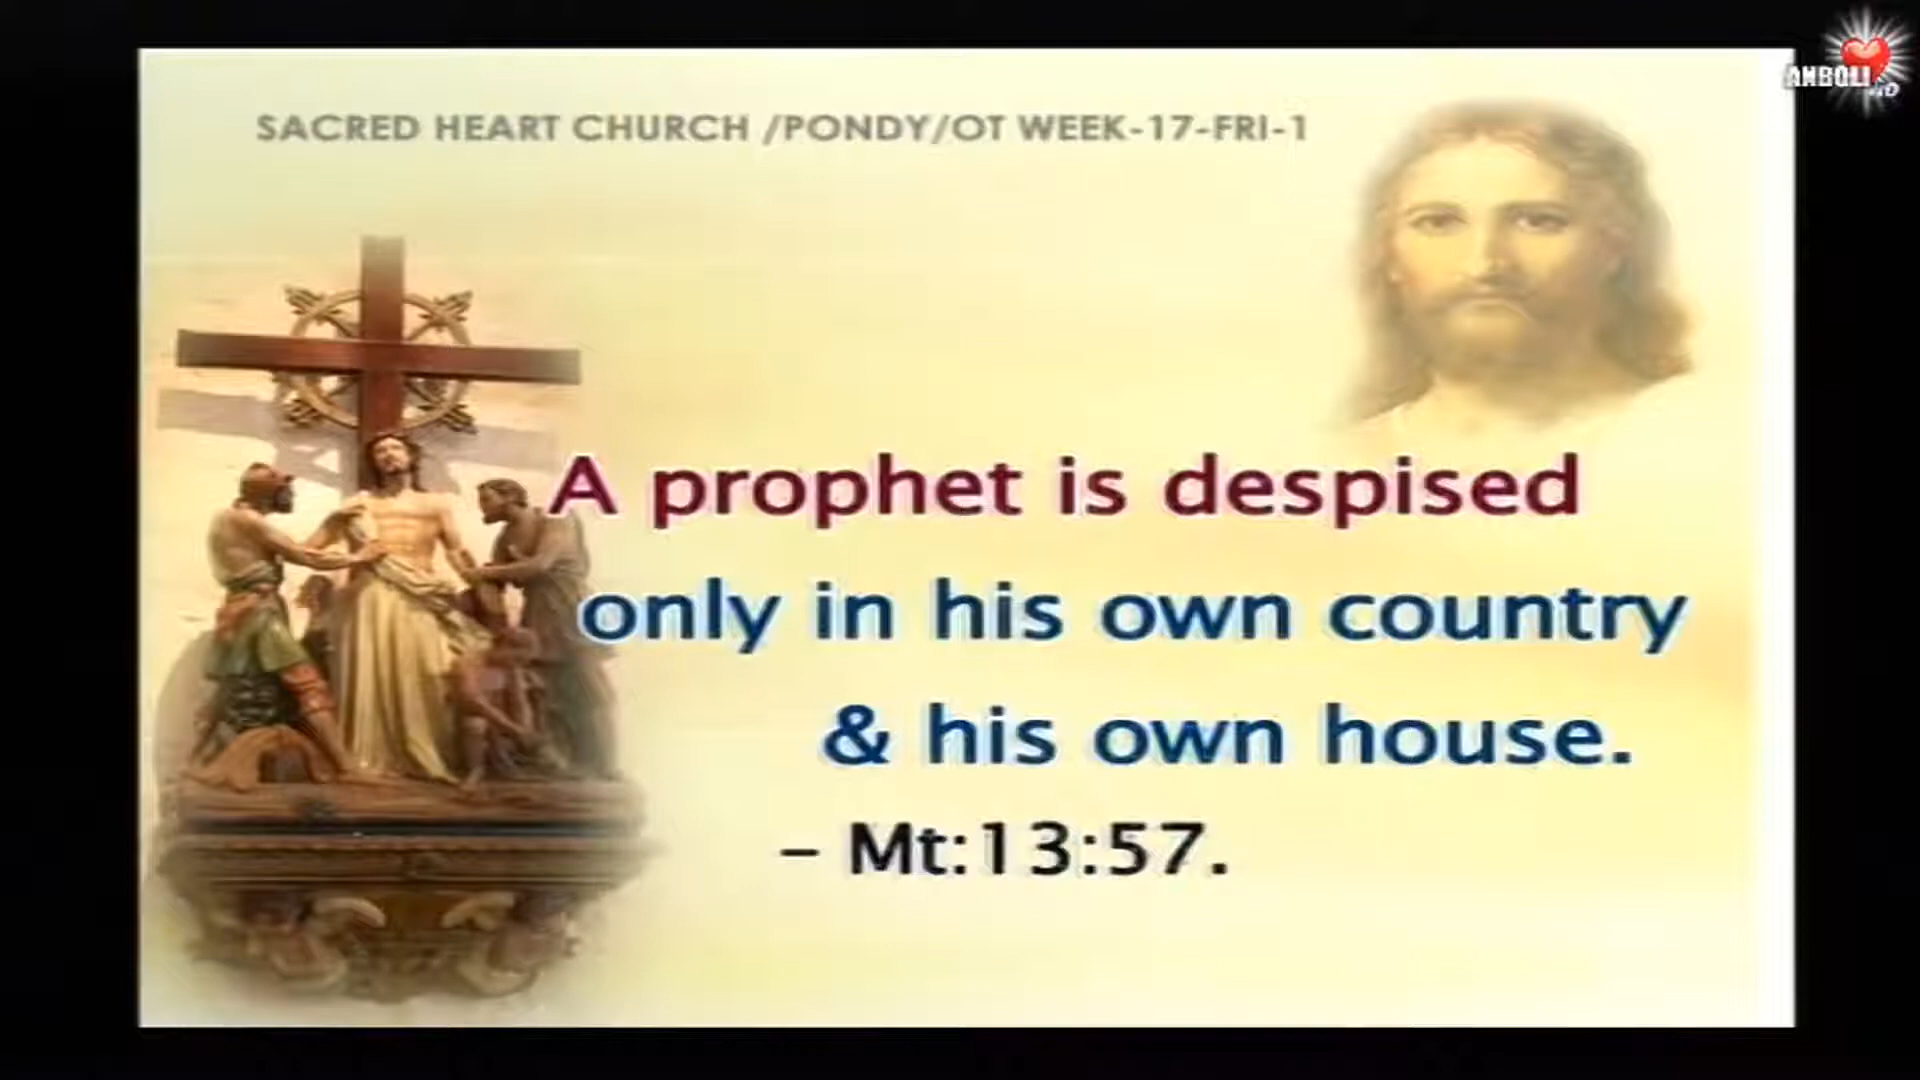 SACRED HEART CHURCH /PONDY/OT WEEK-17-FRI-1
ANBOLI
HD
A prophet is despised
only in his own country
& his own house.
– Mt:13:57.